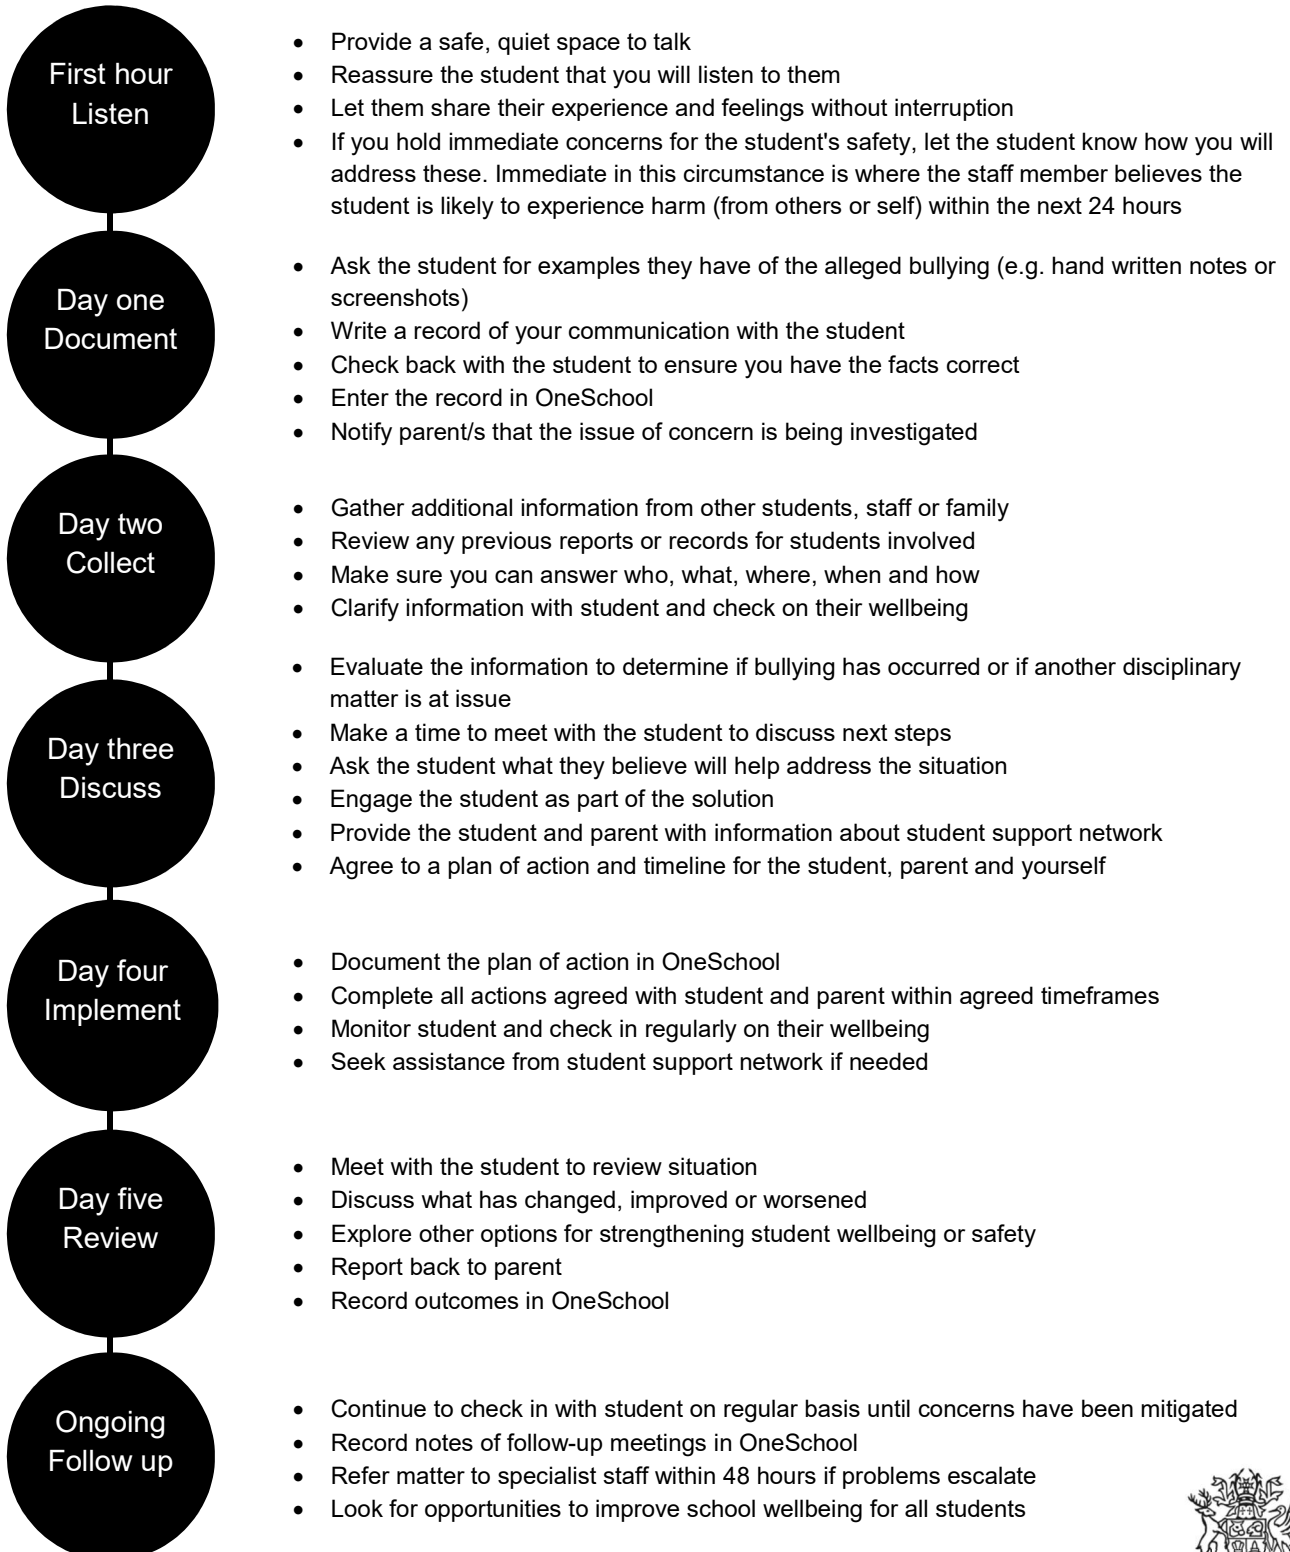 First hour
Listen
• Provide a safe, quiet space to talk
• Reassure the student that you will listen to them
• Let them share their experience and feelings without interruption
• If you hold immediate concerns for the student's safety, let the student know how you will
address these. Immediate in this circumstance is where the staff member believes the
student is likely to experience harm (from others or self) within the next 24 hours
Day one
Document
• Ask the student for examples they have of the alleged bullying (e.g. hand written notes or
screenshots)
• Write a record of your communication with the student
• Check back with the student to ensure you have the facts correct
• Enter the record in OneSchool
• Notify parent/s that the issue of concern is being investigated
Day two
Collect
• Gather additional information from other students, staff or family
• Review any previous reports or records for students involved
• Make sure you can answer who, what, where, when and how
• Clarify information with student and check on their wellbeing
Day three
Discuss
• Evaluate the information to determine if bullying has occurred or if another disciplinary
matter is at issue
• Make a time to meet with the student to discuss next steps
• Ask the student what they believe will help address the situation
• Engage the student as part of the solution
• Provide the student and parent with information about student support network
• Agree to a plan of action and timeline for the student, parent and yourself
Day four
Implement
• Document the plan of action in OneSchool
• Complete all actions agreed with student and parent within agreed timeframes
• Monitor student and check in regularly on their wellbeing
• Seek assistance from student support network if needed
Day five
Review
• Meet with the student to review situation
• Discuss what has changed, improved or worsened
• Explore other options for strengthening student wellbeing or safety
• Report back to parent
• Record outcomes in OneSchool
Ongoing
Follow up
• Continue to check in with student on regular basis until concerns have been mitigated
• Record notes of follow-up meetings in OneSchool
• Refer matter to specialist staff within 48 hours if problems escalate
• Look for opportunities to improve school wellbeing for all students